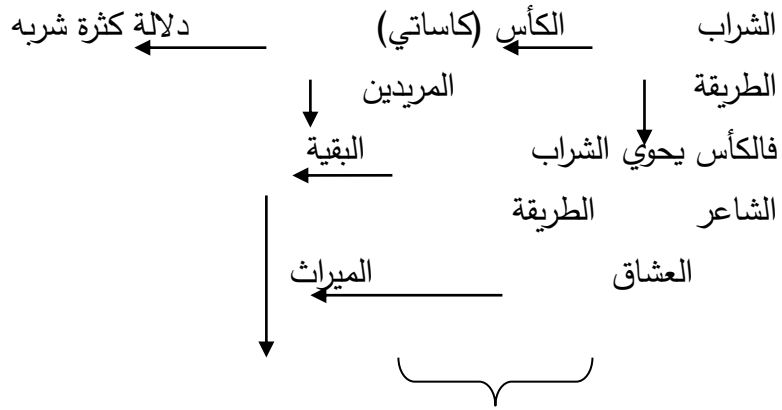 الشراب الكأس (كاساتي) دلالة كثرة شربه
الطريقة المريدين
فالكأس يحوي الشراب البقية
الشاعر الطريقة
العشاق الميراث